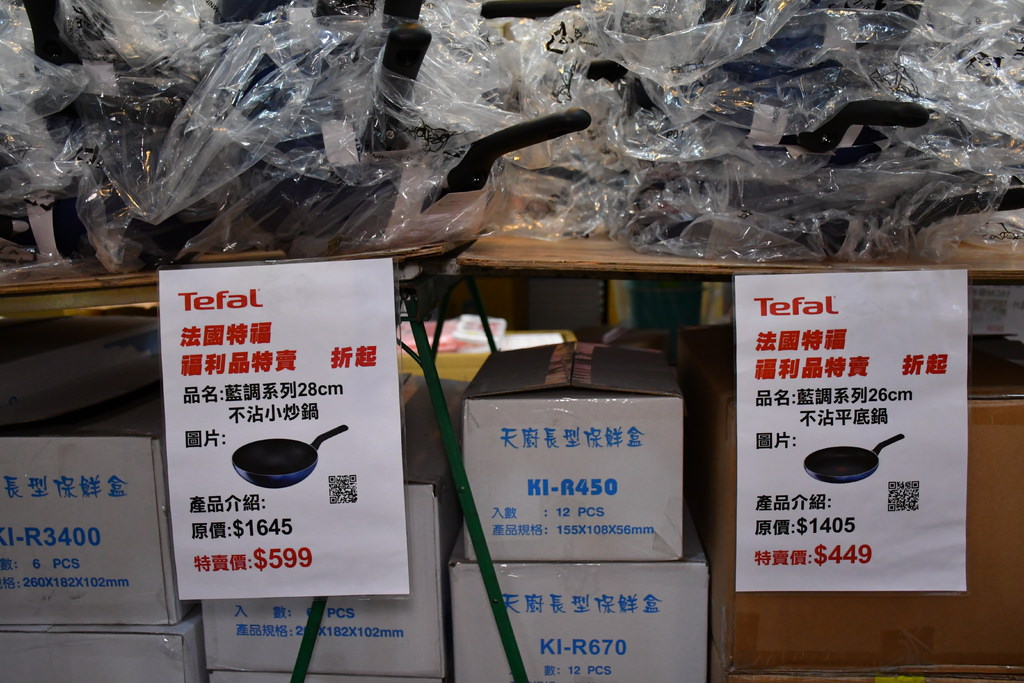 Tefal
法國特福
福利品特賣 折起
品名:藍調系列28cm
不沾小炒鍋
圖片:
產品介紹:
原價:$1645
特賣價:$599
Tefal
法國特福
福利品特賣 折起
品名:藍調系列26cm
不沾平底鍋
圖片:
產品介紹:
原價:$1405
特賣價:$449
長型保鮮盒
KI-R3400
數: 6 PCS
格:260X182X102mm
入 數: PCS
產品規格: X182X102mm
天廚長型保鮮盒
KI-R450
入數 : 12 PCS
產品規格: 155X108X56mm
天廚長型保鮮盒
KI-R670
數: 12 PCS